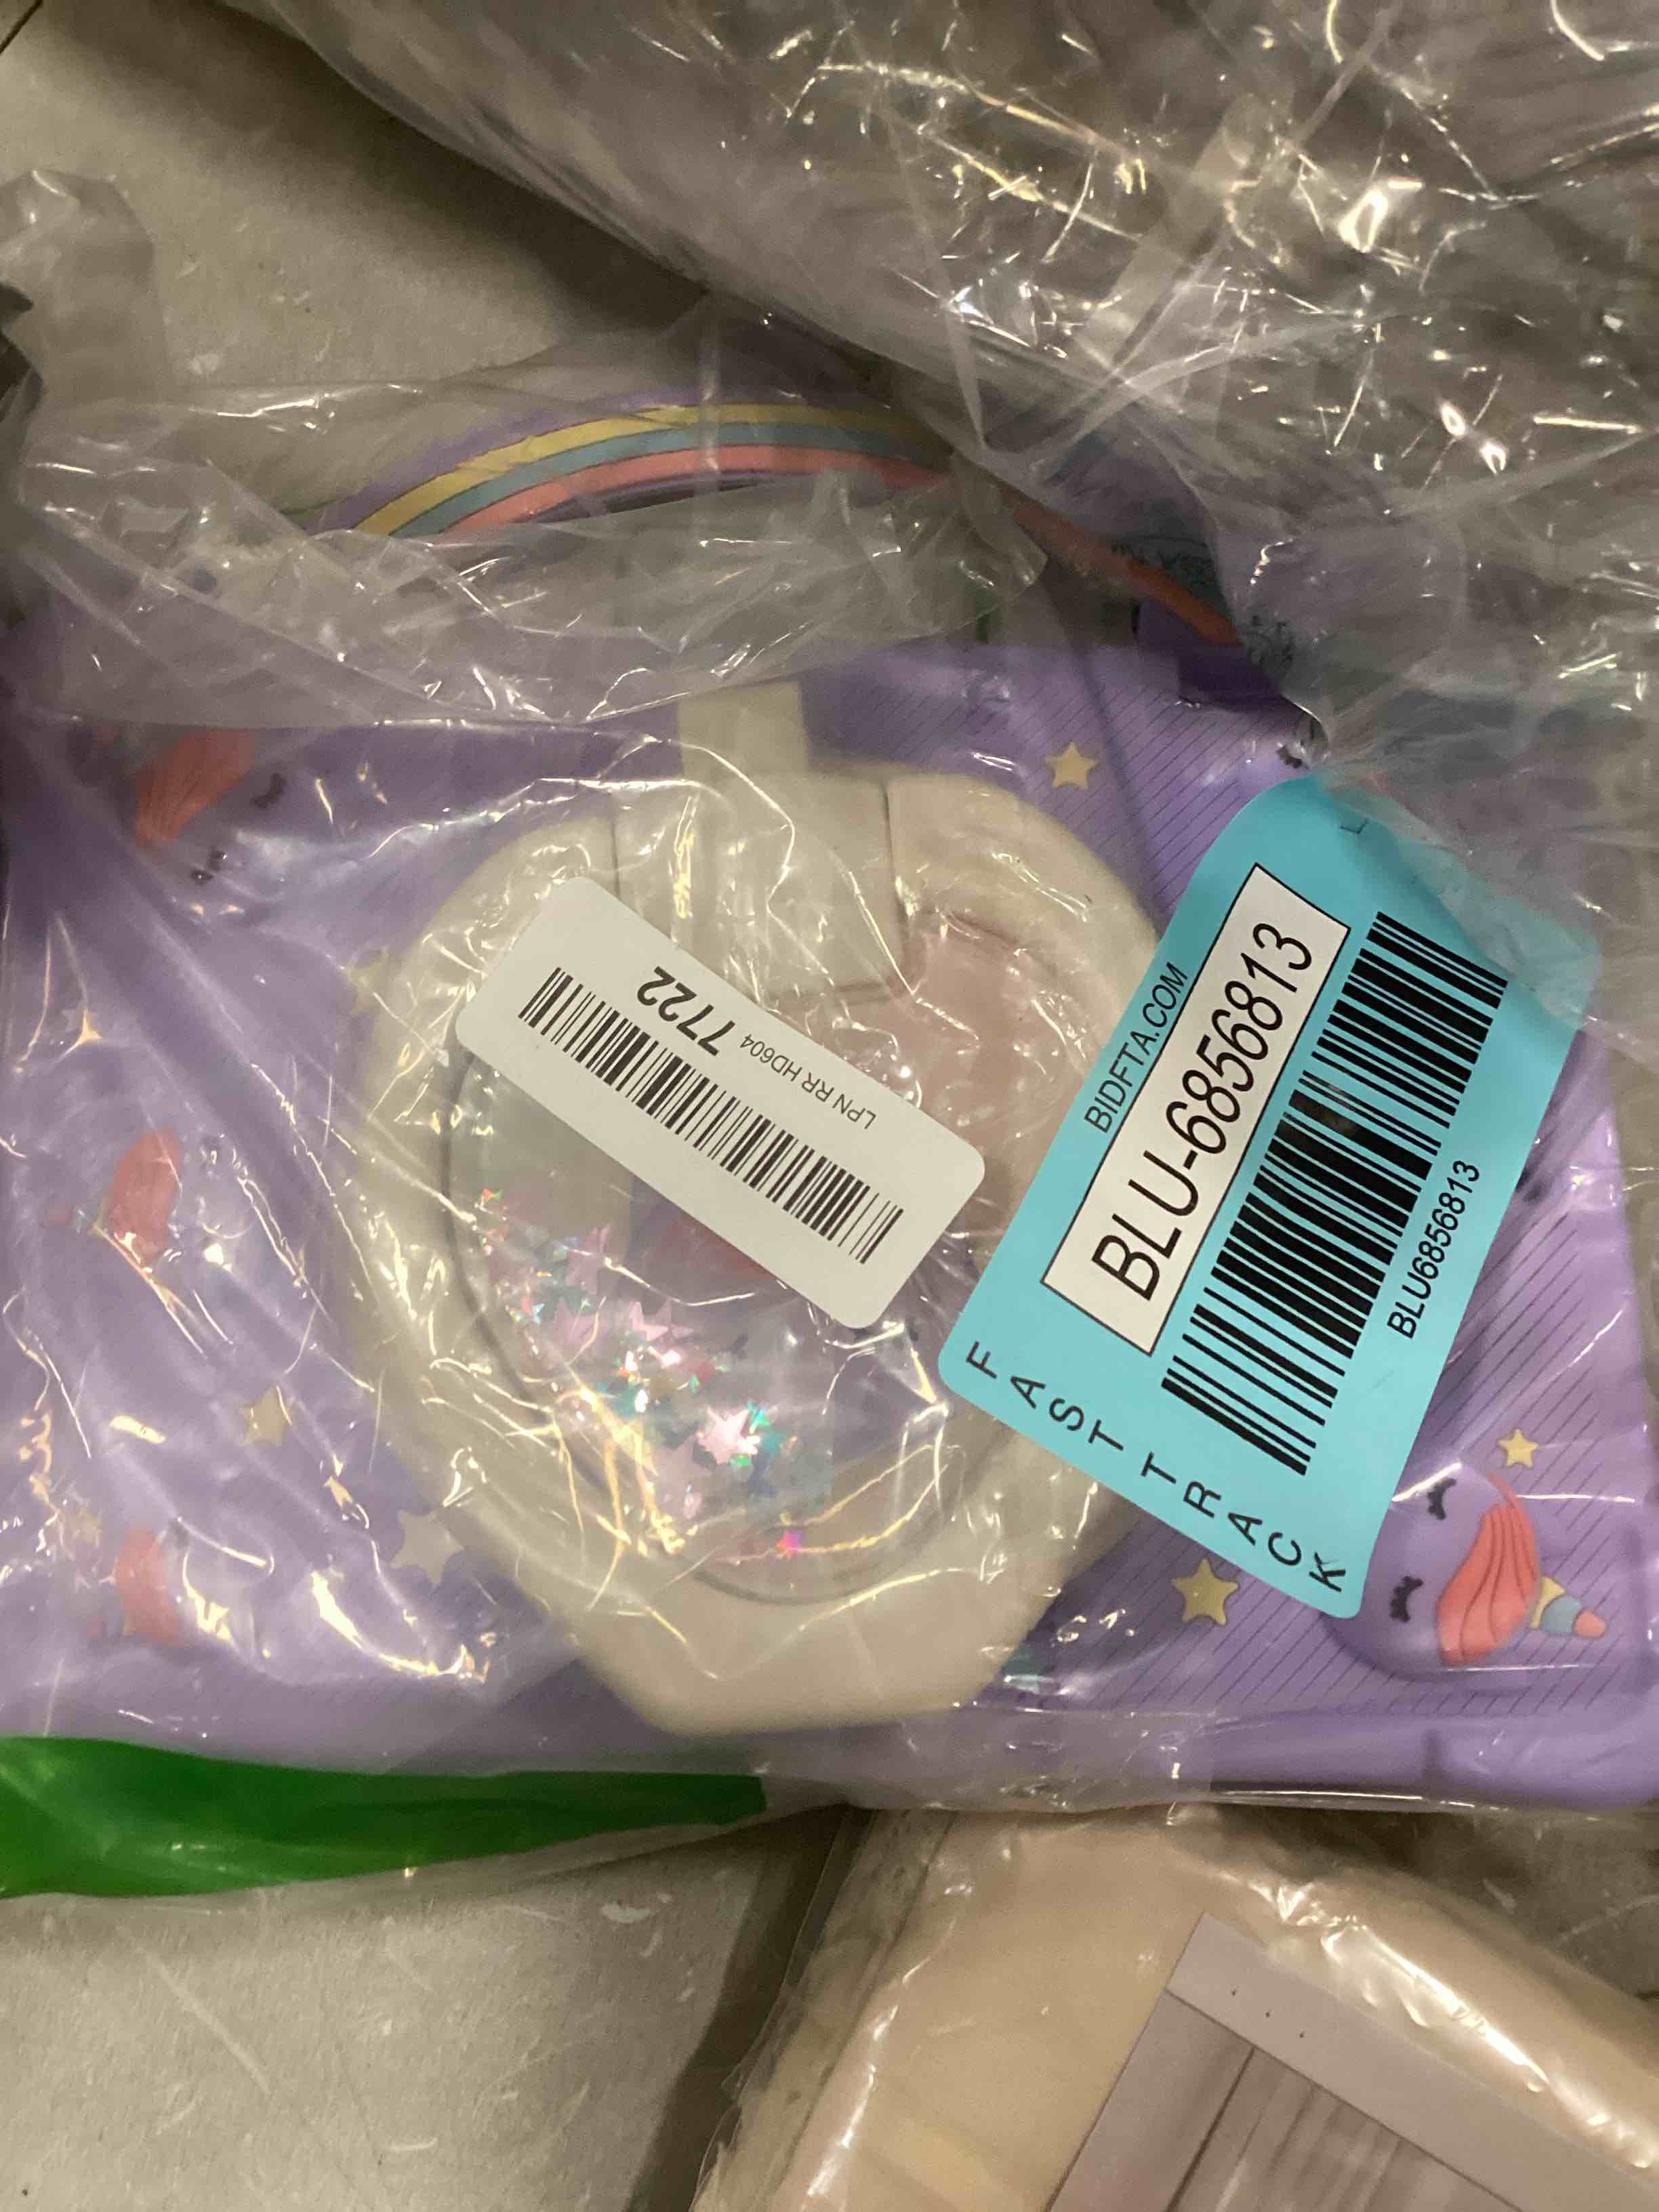 LPN RR HD604 7722
BIDFTA.COM
BLU-6856813
BLU6856813
FAST TRACK